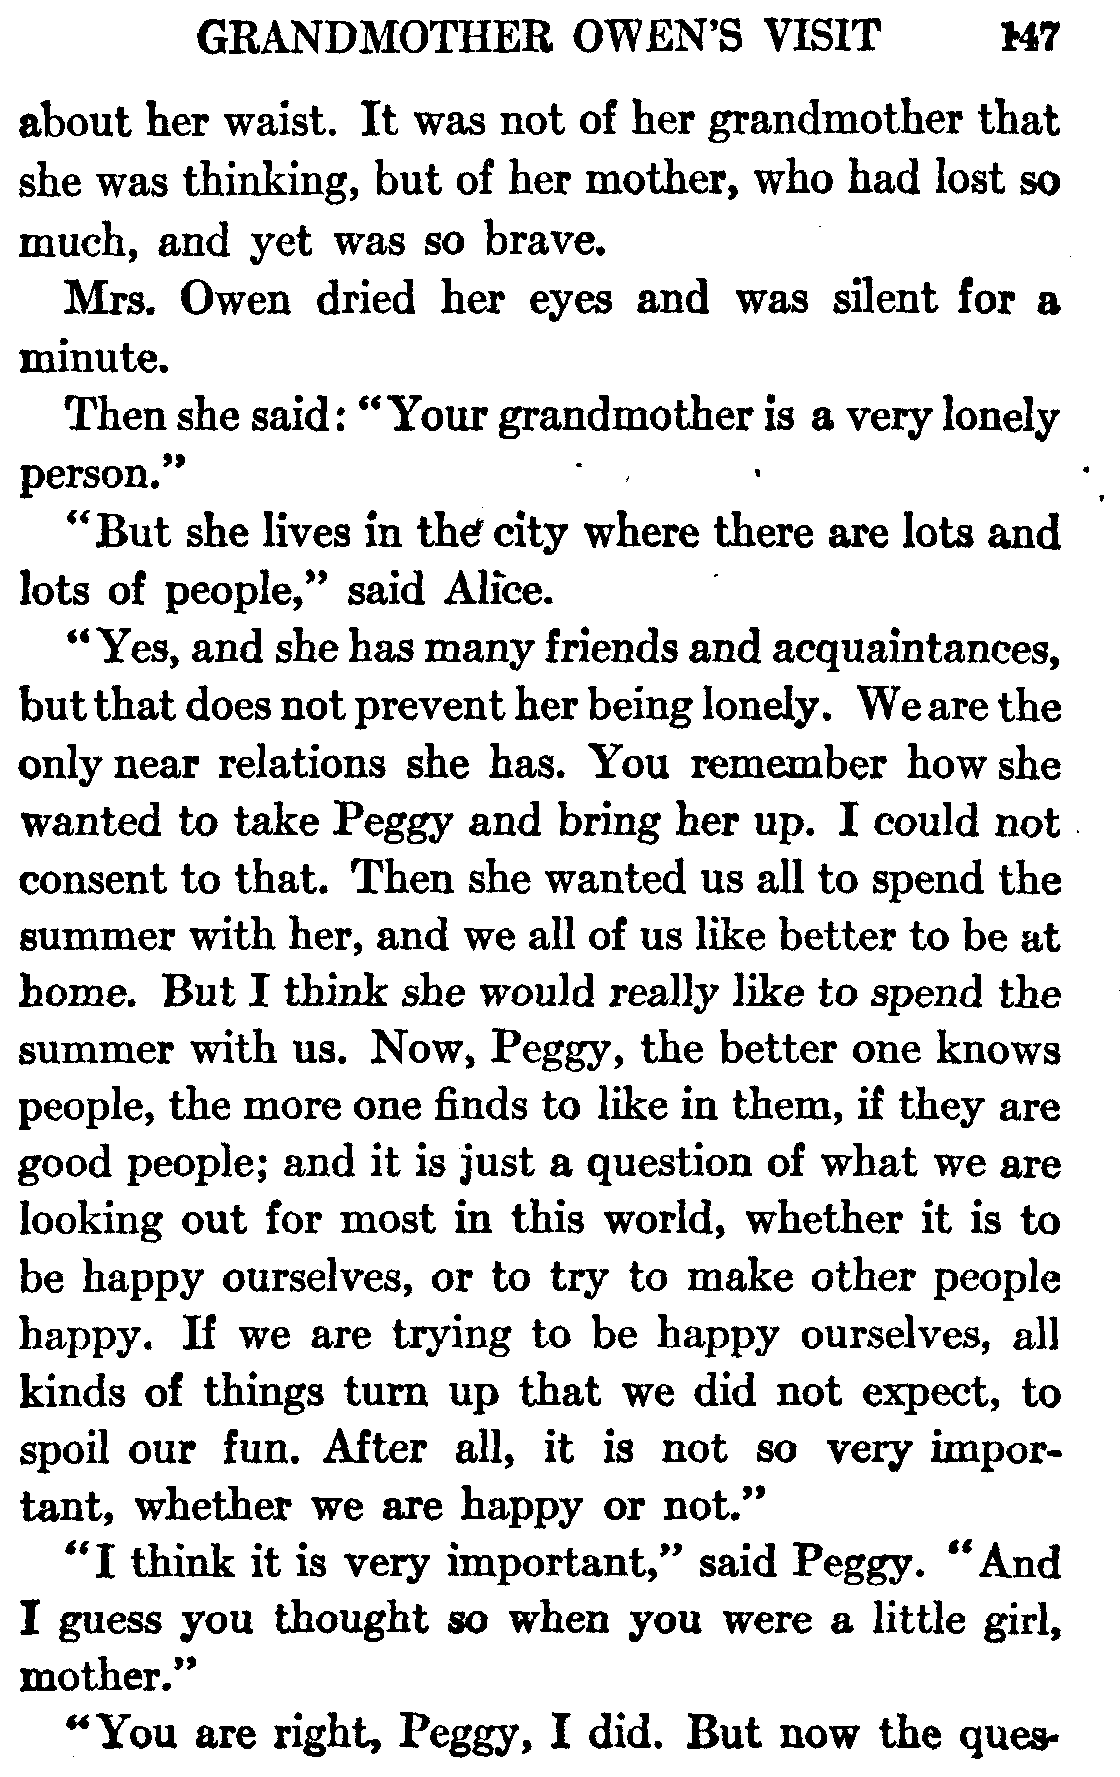 GRANDMOTHER OWEN'S VISIT 147
about her waist. It was not of her grandmother that
she was thinking, but of her mother, who had lost so
much, and yet was so brave.
Mrs. Owen dried her eyes and was silent for a
minute.
Then she said: "Your grandmother is a very lonely
person."
"But she lives in the city where there are lots and
lots of people," said Alice.
"Yes, and she has many friends and acquaintances,
but that does not prevent her being lonely. We are the
only near relations she has. You remember how she
wanted to take Peggy and bring her up. I could not
consent to that. Then she wanted us all to spend the
summer with her, and we all of us like better to be at
home. But I think she would really like to spend the
summer with us. Now, Peggy, the better one knows
people, the more one finds to like in them, if they are
good people; and it is just a question of what we are
looking out for most in this world, whether it is to
be happy ourselves, or to try to make other people
happy. If we are trying to be happy ourselves, all
kinds of things turn up that we did not expect, to
spoil our fun. After all, it is not so very impor-
tant, whether we are happy or not."
"I think it is very important," said Peggy. "And
I guess you thought so when you were a little girl,
mother."
"You are right, Peggy, I did. But now the ques-